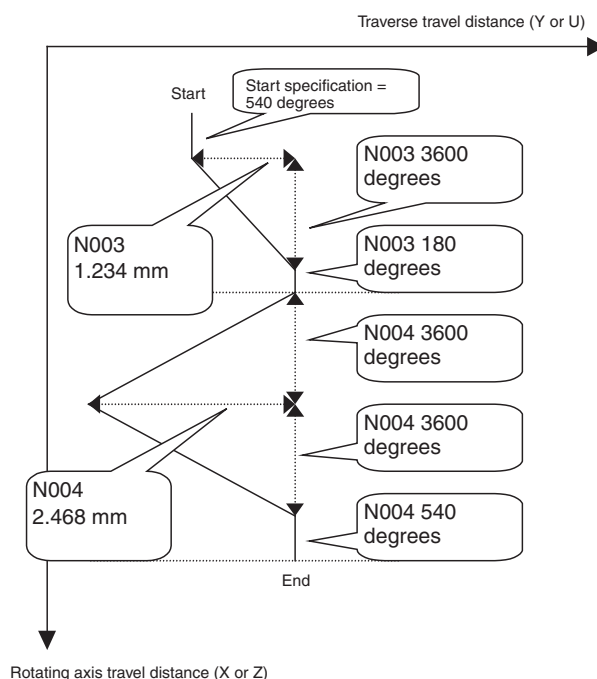 Traverse travel distance (Y or U)
Start
Start specification =
540 degrees
N003 3600
degrees
N003
1.234 mm
N003 180
degrees
N004 3600
degrees
N004 3600
degrees
N004
2.468 mm
N004 540
degrees
End
Rotating axis travel distance (X or Z)